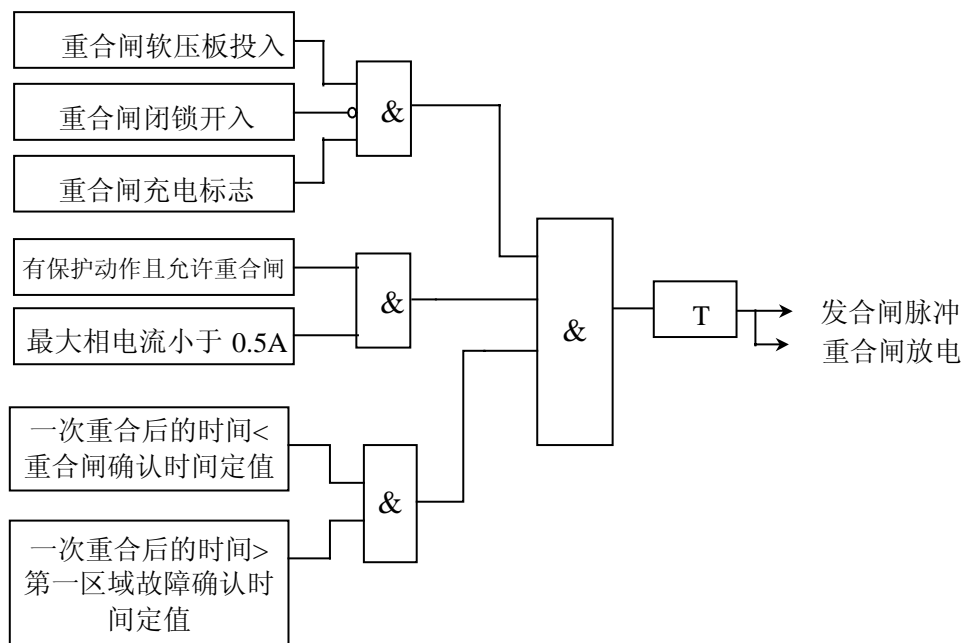 重合闸软压板投入
&
重合闸闭锁开入
重合闸充电标志
有保护动作且允许重合闸
&
最大相电流小于 0.5A
&
T
发合闸脉冲
重合闸放电
一次重合后的时间<
重合闸确认时间定值
&
一次重合后的时间>
第一区域故障确认时
间定值